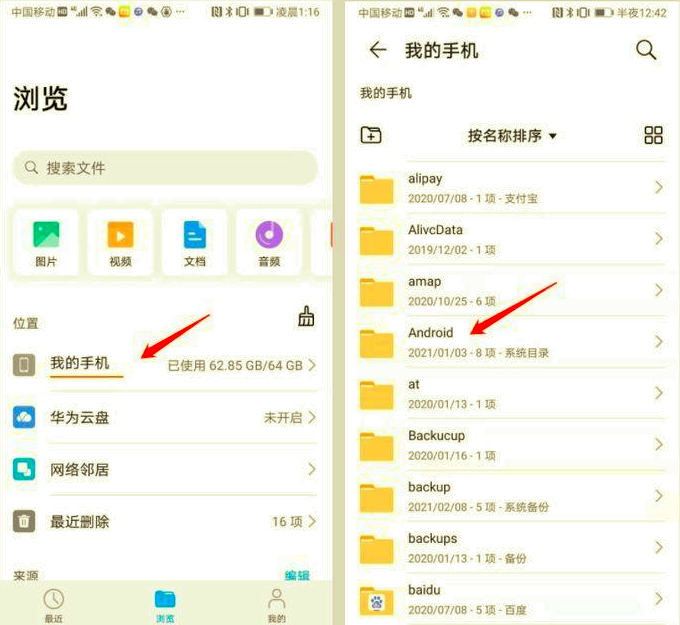 中国移动 HD 4G 凌晨1:16
浏览
搜索文件
图片 视频 文档 音频
位置
我的手机 已使用 62.85 GB/64 GB
华为云盘 未开启
网络邻居
最近删除 16 项
来源 编辑
最近 浏览 我的
中国移动 HD 4G 半夜12:42
我的手机
我的手机
按名称排序
alipay
2020/07/08 - 1 项 - 支付宝
AlivcData
2019/12/02 - 1 项
amap
2020/10/25 - 6 项
Android
2021/01/03 - 8 项 - 系统目录
at
2020/01/13 - 1 项
Backucup
2020/01/16 - 1 项
backup
2021/02/08 - 5 项 - 系统备份
backups
2020/01/13 - 1 项 - 备份
baidu
2020/07/08 - 5 项 - 百度